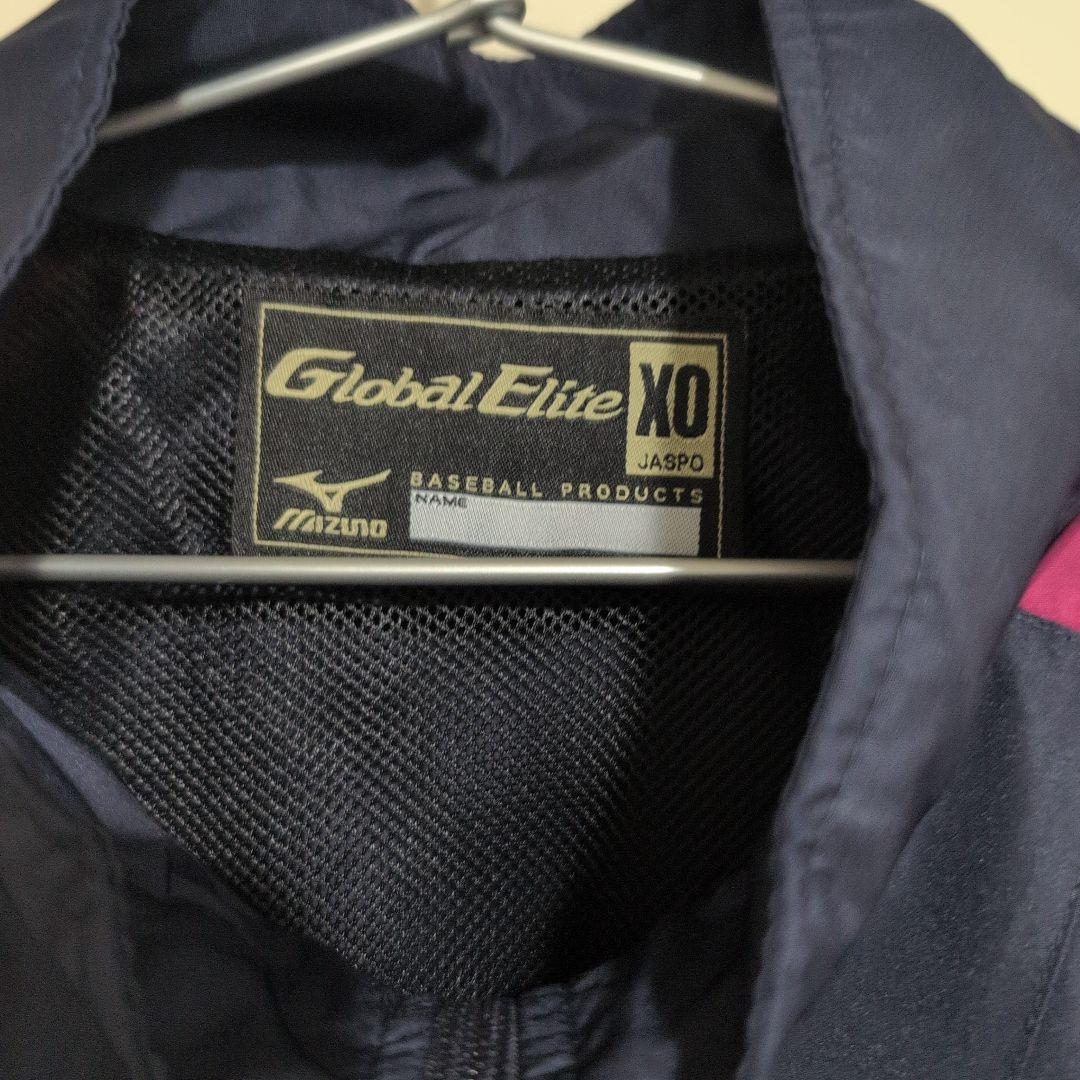 Global Elite
XO
JASPO
mizuno
BASEBALL PRODUCTS
NAME